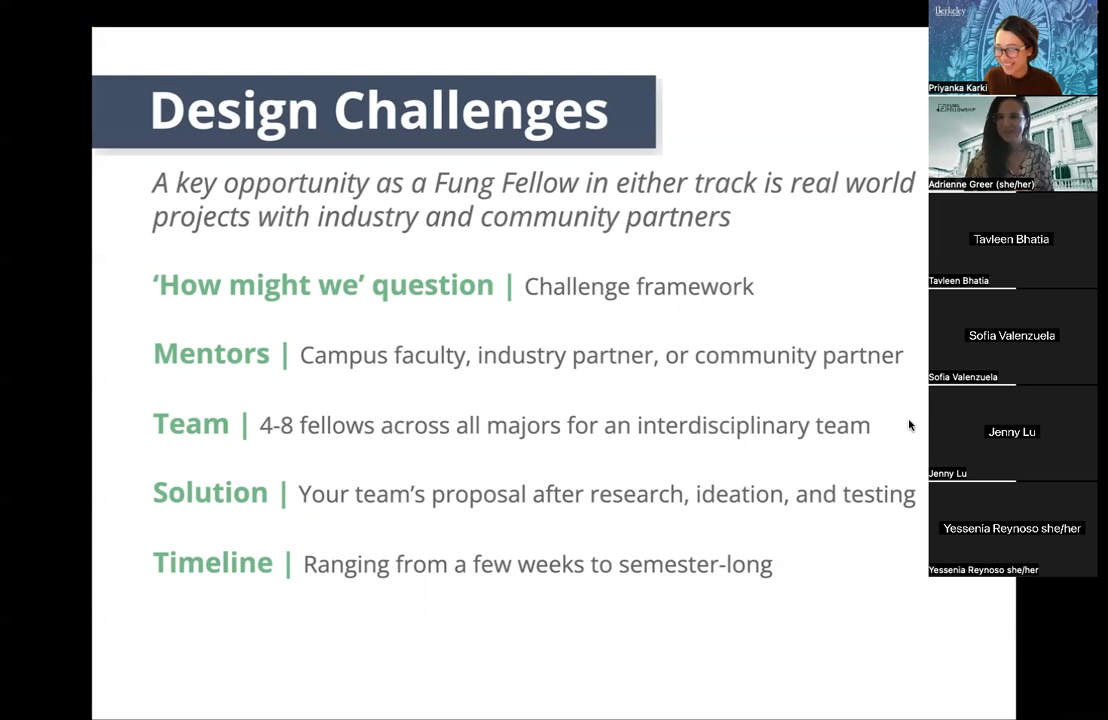 Design Challenges
A key opportunity as a Fung Fellow in either track is real world
projects with industry and community partners
‘How might we’ question | Challenge framework
Mentors | Campus faculty, industry partner, or community partner
Team | 4-8 fellows across all majors for an interdisciplinary team
Solution | Your team’s proposal after research, ideation, and testing
Timeline | Ranging from a few weeks to semester-long
Berkeley
Priyanka Karki
FUNG
FELLOWSHIP
Adrienne Greer (she/her)
Tavleen Bhatia
Tavleen Bhatia
Sofia Valenzuela
Sofia Valenzuela
Jenny Lu
Jenny Lu
Yessenia Reynoso she/her
Yessenia Reynoso she/her